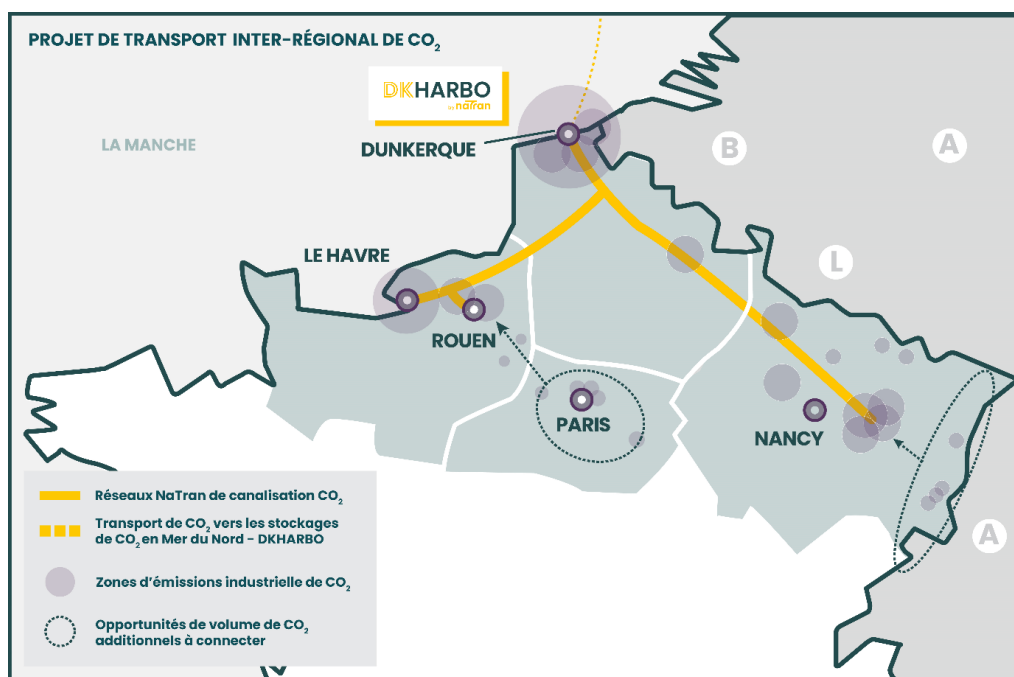 PROJET DE TRANSPORT INTER-RÉGIONAL DE CO₂
DKHARBO
by naTran
LA MANCHE
DUNKERQUE
B
A
LE HAVRE
L
ROUEN
PARIS
NANCY
A
Réseaux NaTran de canalisation CO₂
Transport de CO₂ vers les stockages
de CO₂ en Mer du Nord - DKHARBO
Zones d'émissions industrielle de CO₂
Opportunités de volume de CO₂
additionnels à connecter